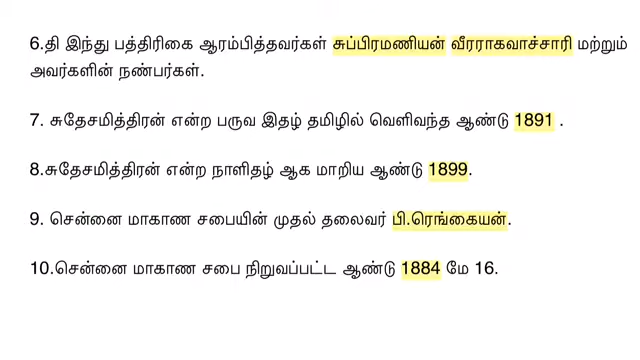 6.தி இந்து பத்திரிகை ஆரம்பித்தவர்கள் சுப்பிரமணியன் வீரராகவாச்சாரி மற்றும்
அவர்களின் நண்பர்கள்.
7. சுதேசமித்திரன் என்ற பருவ இதழ் தமிழில் வெளிவந்த ஆண்டு 1891 .
8.சுதேசமித்திரன் என்ற நாளிதழ் ஆக மாறிய ஆண்டு 1899.
9. சென்னை மாகாண சபையின் முதல் தலைவர் பி.ரெங்கையன்.
10.சென்னை மாகாண சபை நிறுவப்பட்ட ஆண்டு 1884 மே 16.